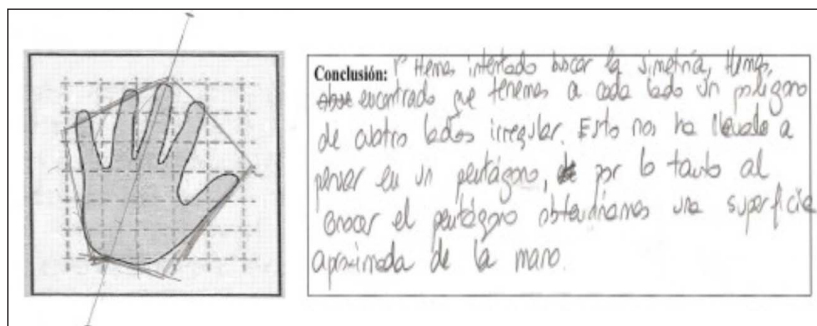 Conclusión: 1º Hemos intentado buscar la simetría, Hemos
encontrado que tenemos a cada lado un polígono
de cuatro lados irregular. Esto nos ha llevado a
pensar en un pentágono, por lo tanto al
conocer el pentágono obtendríamos una superficie
aproximada de la mano.